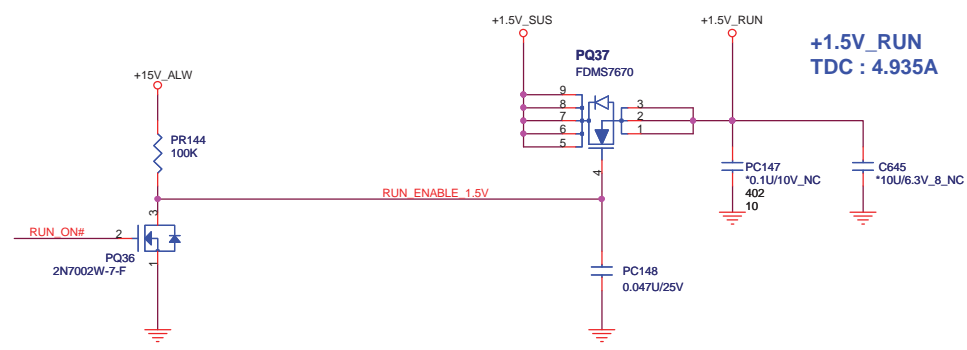 +1.5V_SUS
+1.5V_RUN
+1.5V_RUN
TDC : 4.935A
PQ37
FDMS7670
+15V_ALW
9
8
7
6
5
3
2
1
4
PR144
100K
PC147
*0.1U/10V_NC
402
10
C645
*10U/6.3V_8_NC
RUN_ENABLE_1.5V
3
RUN_ON#
2
1
PQ36
2N7002W-7-F
PC148
0.047U/25V